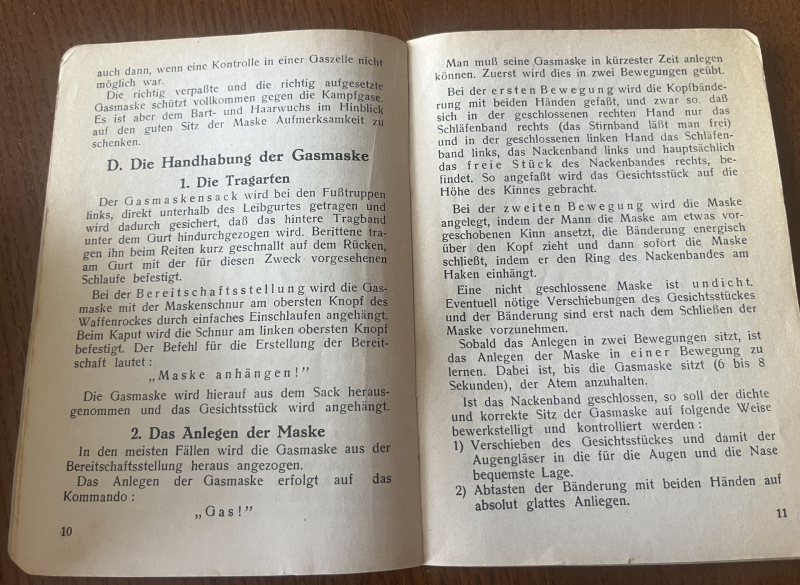 auch dann, wenn eine Kontrolle in einer Gaszelle nicht
möglich war.
Die richtig verpaßte und die richtig aufgesetzte
Gasmaske schützt vollkommen gegen die Kampfgase.
Es ist aber dem Bart- und Haarwuchs im Hinblick
auf den guten Sitz der Maske Aufmerksamkeit zu
schenken.
D. Die Handhabung der Gasmaske
1. Die Tragarten
Der Gasmaskensack wird bei den Fußtruppen
links, direkt unterhalb des Leibgurtes getragen und
wird dadurch gesichert, daß das hintere Tragband
unter dem Gurt hindurchgezogen wird. Berittene tra-
gen ihn beim Reiten kurz geschnallt auf dem Rücken,
am Gurt mit der für diesen Zweck vorgesehenen
Schlaufe befestigt.
Bei der Bereitschaftsstellung wird die Gas-
maske mit der Maskenschnur am obersten Knopf des
Waffenrockes durch einfaches Einschlaufen angehängt.
Beim Kaput wird die Schnur am linken obersten Knopf
befestigt. Der Befehl für die Erstellung der Bereit-
schaft lautet:
„Maske anhängen!"
Die Gasmaske wird hierauf aus dem Sack heraus-
genommen und das Gesichtsstück wird angehängt.
2. Das Anlegen der Maske
In den meisten Fällen wird die Gasmaske aus der
Bereitschaftsstellung heraus angezogen.
Das Anlegen der Gasmaske erfolgt auf das
Kommando:
„Gas!"
10
Man muß seine Gasmaske in kürzester Zeit anlegen
können. Zuerst wird dies in zwei Bewegungen geübt.
Bei der ersten Bewegung wird die Kopfbände-
rung mit beiden Händen gefaßt, und zwar so, daß
sich in der geschlossenen rechten Hand nur das
Schläfenband rechts (das Stirnband läßt man frei)
und in der geschlossenen linken Hand das Schläfen-
band links, das Nackenband links und hauptsächlich
das freie Stück des Nackenbandes rechts, be-
findet. So angefaßt wird das Gesichtsstück auf die
Höhe des Kinnes gebracht.
Bei der zweiten Bewegung wird die Maske
angelegt, indem der Mann die Maske am etwas vor-
geschobenen Kinn ansetzt, die Bänderung energisch
über den Kopf zieht und dann sofort die Maske
schließt, indem er den Ring des Nackenbandes am
Haken einhängt.
Eine nicht geschlossene Maske ist undicht.
Eventuell nötige Verschiebungen des Gesichtsstückes
und der Bänderung sind erst nach dem Schließen der
Maske vorzunehmen.
Sobald das Anlegen in zwei Bewegungen sitzt, ist
das Anlegen der Maske in einer Bewegung zu
lernen. Dabei ist, bis die Gasmaske sitzt (6 bis 8
Sekunden), der Atem anzuhalten.
Ist das Nackenband geschlossen, so soll der dichte
und korrekte Sitz der Gasmaske auf folgende Weise
bewerkstelligt und kontrolliert werden:
1) Verschieben des Gesichtsstückes und damit der
Augengläser in die für die Augen und die Nase
bequemste Lage.
2) Abtasten der Bänderung mit beiden Händen auf
absolut glattes Anliegen.
11